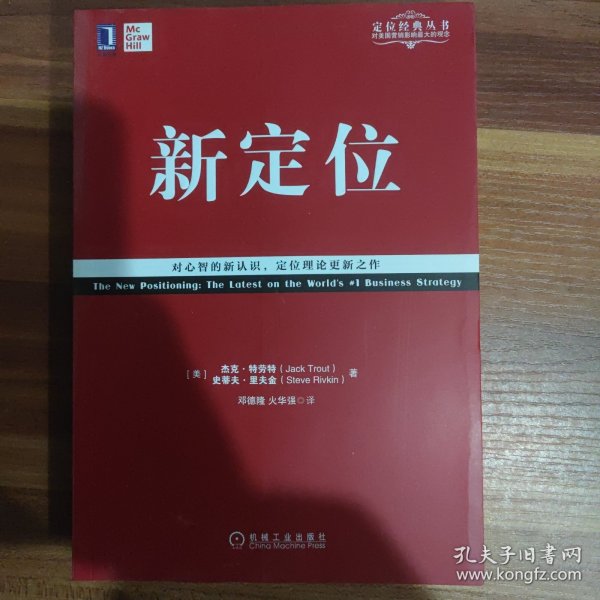 Mc
Graw
Hill
定位经典丛书
对美国营销影响最大的观念
新定位
对心智的新认识，定位理论更新之作
The New Positioning: The Latest on the World's #1 Business Strategy
[美] 杰克·特劳特（Jack Trout）
史蒂夫·里夫金（Steve Rivkin） 著
邓德隆 火华强◎译
机械工业出版社
China Machine Press
孔夫子旧书网
www.kongfz.com